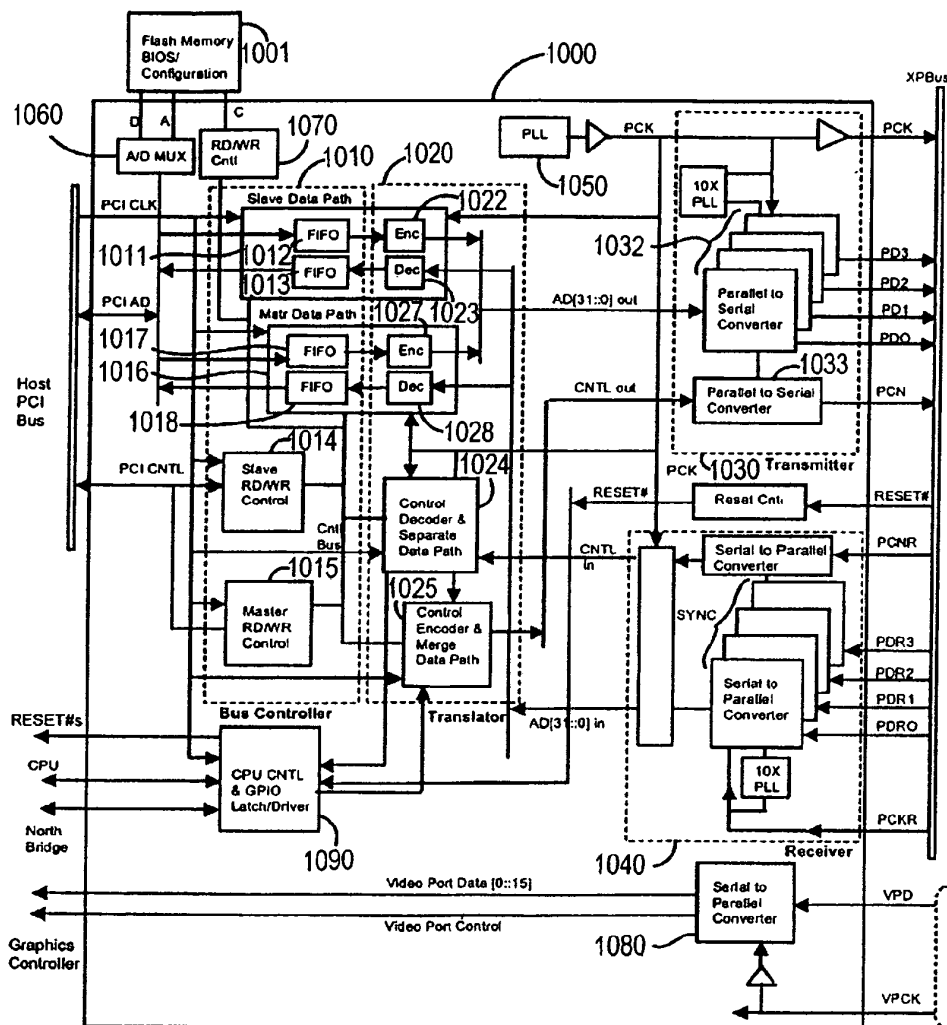 Flash Memory
BIOS/
Configuration
1001
1000
XPBus
D
A
C
1060
A/D MUX
RD/WR
Cntl
1070
1010
1020
PLL
1050
PCK
PCK
10X
PLL
PCI CLK
Slave Data Path
1022
1011
1012
FIFO
Enc
1013
FIFO
Dec
1023
1032
PD3
PD2
PD1
PDO
Parallel to
Serial
Converter
AD[31::0] out
PCI AD
Mstr Data Path
1027
1017
FIFO
Enc
1016
FIFO
Dec
1018
1028
Host
PCI
Bus
1033
CNTL out
Parallel to Serial
Converter
PCN
1014
1024
PCK
1030
Transmitter
PCI CNTL
Slave
RD/WR
Control
Control
Decoder &
Separate
Data Path
RESET#
Reset Cntl
RESET#
Cntl
Bus
CNTL
In
Serial to Parallel
Converter
PCNR
1015
1025
Master
RD/WR
Control
Control
Encoder &
Merge
Data Path
SYNC
PDR3
PDR2
PDR1
PDRO
Serial to
Parallel
Converter
Bus Controller
Translator
AD[31::0] in
RESET#s
CPU
North
Bridge
CPU CNTL
& GPIO
Latch/Driver
1090
10X
PLL
PCKR
1040
Receiver
Video Port Data [0::15]
Video Port Control
Serial to
Parallel
Converter
VPD
1080
Graphics
Controller
VPCK